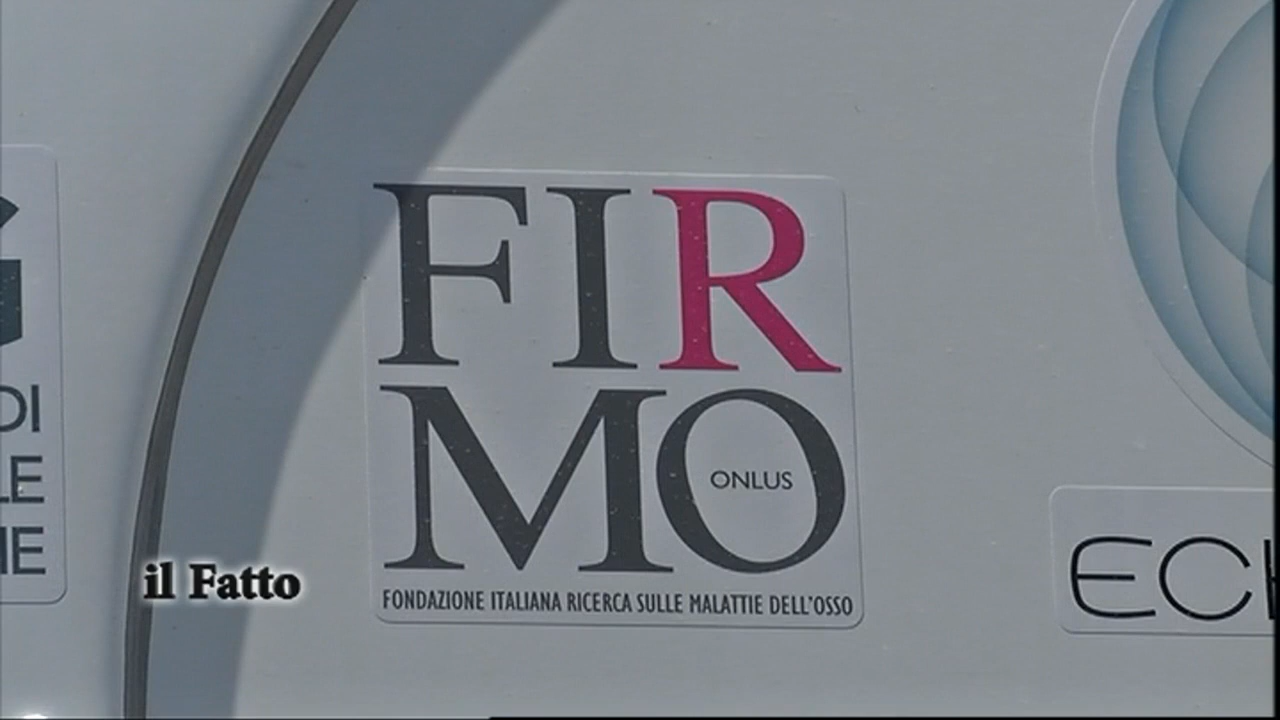 FIR
MO
ONLUS
FONDAZIONE ITALIANA RICERCA SULLE MALATTIE DELL'OSSO
il Fatto
G
DI
LE
NE
EC